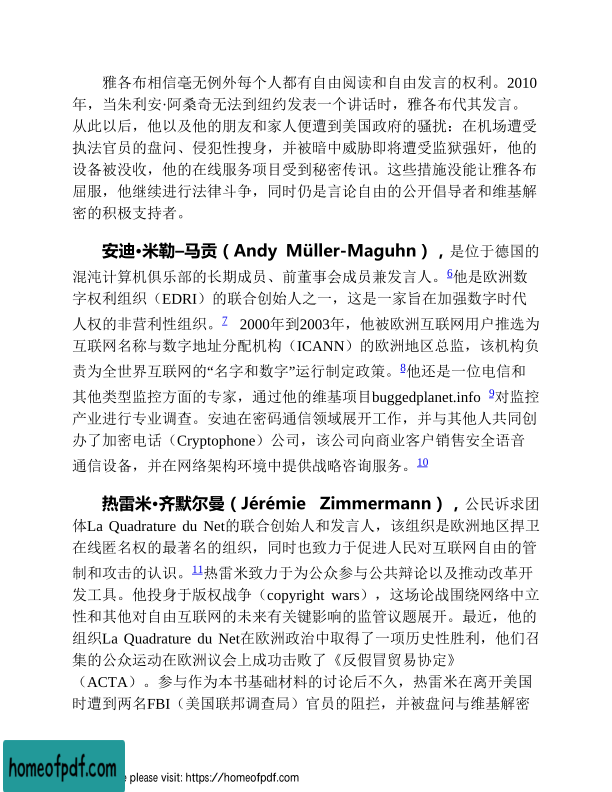 雅各布相信毫无例外每个人都有自由阅读和自由发言的权利。2010
年，当朱利安·阿桑奇无法到纽约发表一个讲话时，雅各布代其发言。
从此以后，他以及他的朋友和家人便遭到美国政府的骚扰：在机场遭受
执法官员的盘问、侵犯性搜身，并被暗中威胁即将遭受监狱强奸，他的
设备被没收，他的在线服务项目受到秘密传讯。这些措施没能让雅各布
屈服，他继续进行法律斗争，同时仍是言论自由的公开倡导者和维基解
密的积极支持者。
安迪·米勒–马贡（Andy Müller-Maguhn），是位于德国的
混沌计算机俱乐部的长期成员、前董事会成员兼发言人。6他是欧洲数
字权利组织（EDRI）的联合创始人之一，这是一家旨在加强数字时代
人权的非营利性组织。7 2000年到2003年，他被欧洲互联网用户推选为
互联网名称与数字地址分配机构（ICANN）的欧洲地区总监，该机构负
责为全世界互联网的“名字和数字”运行制定政策。8他还是一位电信和
其他类型监控方面的专家，通过他的维基项目buggedplanet.info 9对监控
产业进行专业调查。安迪在密码通信领域展开工作，并与其他人共同创
办了加密电话（Cryptophone）公司，该公司向商业客户销售安全语音
通信设备，并在网络架构环境中提供战略咨询服务。10
热雷米·齐默尔曼（Jérémie Zimmermann），公民诉求团
体La Quadrature du Net的联合创始人和发言人，该组织是欧洲地区捍卫
在线匿名权的最著名的组织，同时也致力于促进人民对互联网自由的管
制和攻击的认识。11热雷米致力于为公众参与公共辩论以及推动改革开
发工具。他投身于版权战争（copyright wars），这场论战围绕网络中立
性和其他对自由互联网的未来有关键影响的监管议题展开。最近，他的
组织La Quadrature du Net在欧洲政治中取得了一项历史性胜利，他们召
集的公众运动在欧洲议会上成功击败了《反假冒贸易协定》
（ACTA）。参与作为本书基础材料的讨论后不久，热雷米在离开美国
时遭到两名FBI（美国联邦调查局）官员的阻拦，并被盘问与维基解密
homeofpdf.com
please visit: https://homeofpdf.com